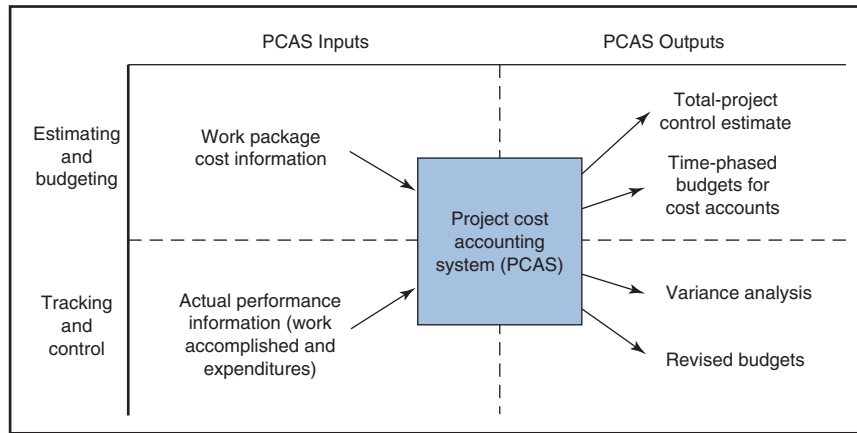 PCAS Inputs
PCAS Outputs
Estimating
and
budgeting
Work package
cost information
Total-project
control estimate
Time-phased
budgets for
cost accounts
Project cost
accounting
system (PCAS)
Tracking
and
control
Actual performance
information (work
accomplished and
expenditures)
Variance analysis
Revised budgets